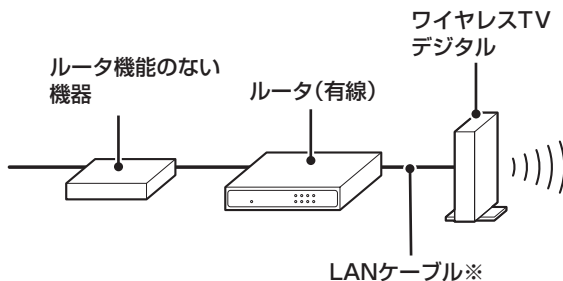 ワイヤレスTV
デジタル
ルータ機能のない
機器
ルータ（有線）
LANケーブル※